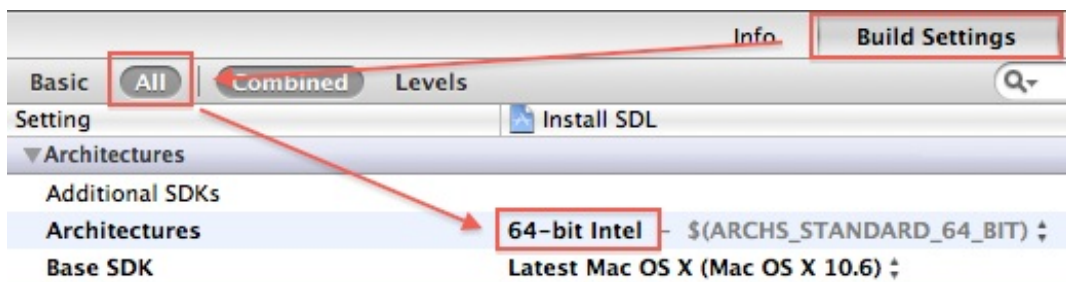 Info Build Settings
Basic All Combined Levels
Setting Install SDL
Architectures
Additional SDKs
Architectures 64-bit Intel - $(ARCHS_STANDARD_64_BIT)
Base SDK Latest Mac OS X (Mac OS X 10.6)